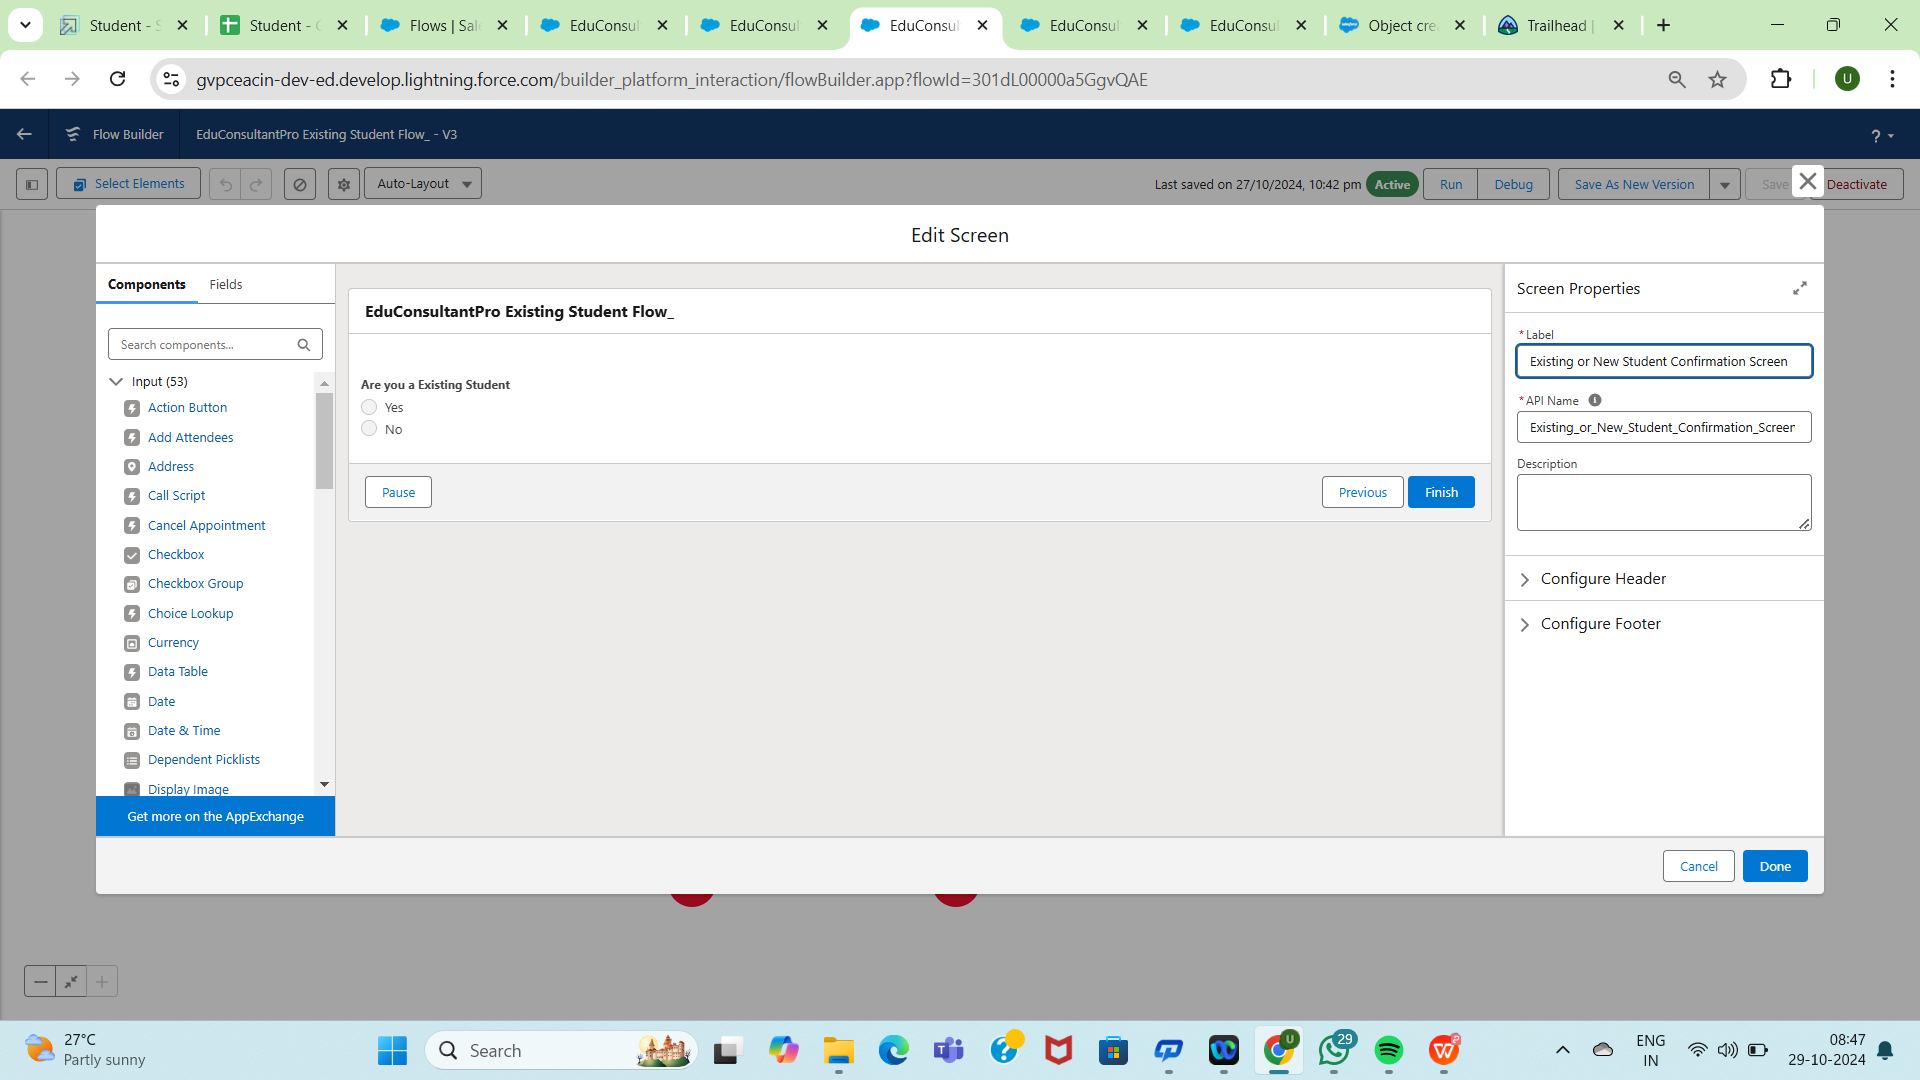 Student - S
Student - C
Flows | Sal
EduConsul
EduConsul
EduConsul
EduConsul
EduConsul
Object cre
Trailhead |
gvpceacin-dev-ed.develop.lightning.force.com/builder_platform_interaction/flowBuilder.app?flowId=301dL00000a5GgvQAE
U
Flow Builder
EduConsultantPro Existing Student Flow_ - V3
?
Select Elements
Auto-Layout
Last saved on 27/10/2024, 10:42 pm
Active
Run
Debug
Save As New Version
Save
Deactivate
Edit Screen
Components
Fields
Search components...
Input (53)
Action Button
Add Attendees
Address
Call Script
Cancel Appointment
Checkbox
Checkbox Group
Choice Lookup
Currency
Data Table
Date
Date & Time
Dependent Picklists
Display Image
Get more on the AppExchange
EduConsultantPro Existing Student Flow_
Are you a Existing Student
Yes
No
Pause
Previous
Finish
Screen Properties
* Label
Existing or New Student Confirmation Screen
* API Name
Existing_or_New_Student_Confirmation_Screen
Description
Configure Header
Configure Footer
Cancel
Done
27°C
Partly sunny
Search
U
29
ENG
IN
08:47
29-10-2024